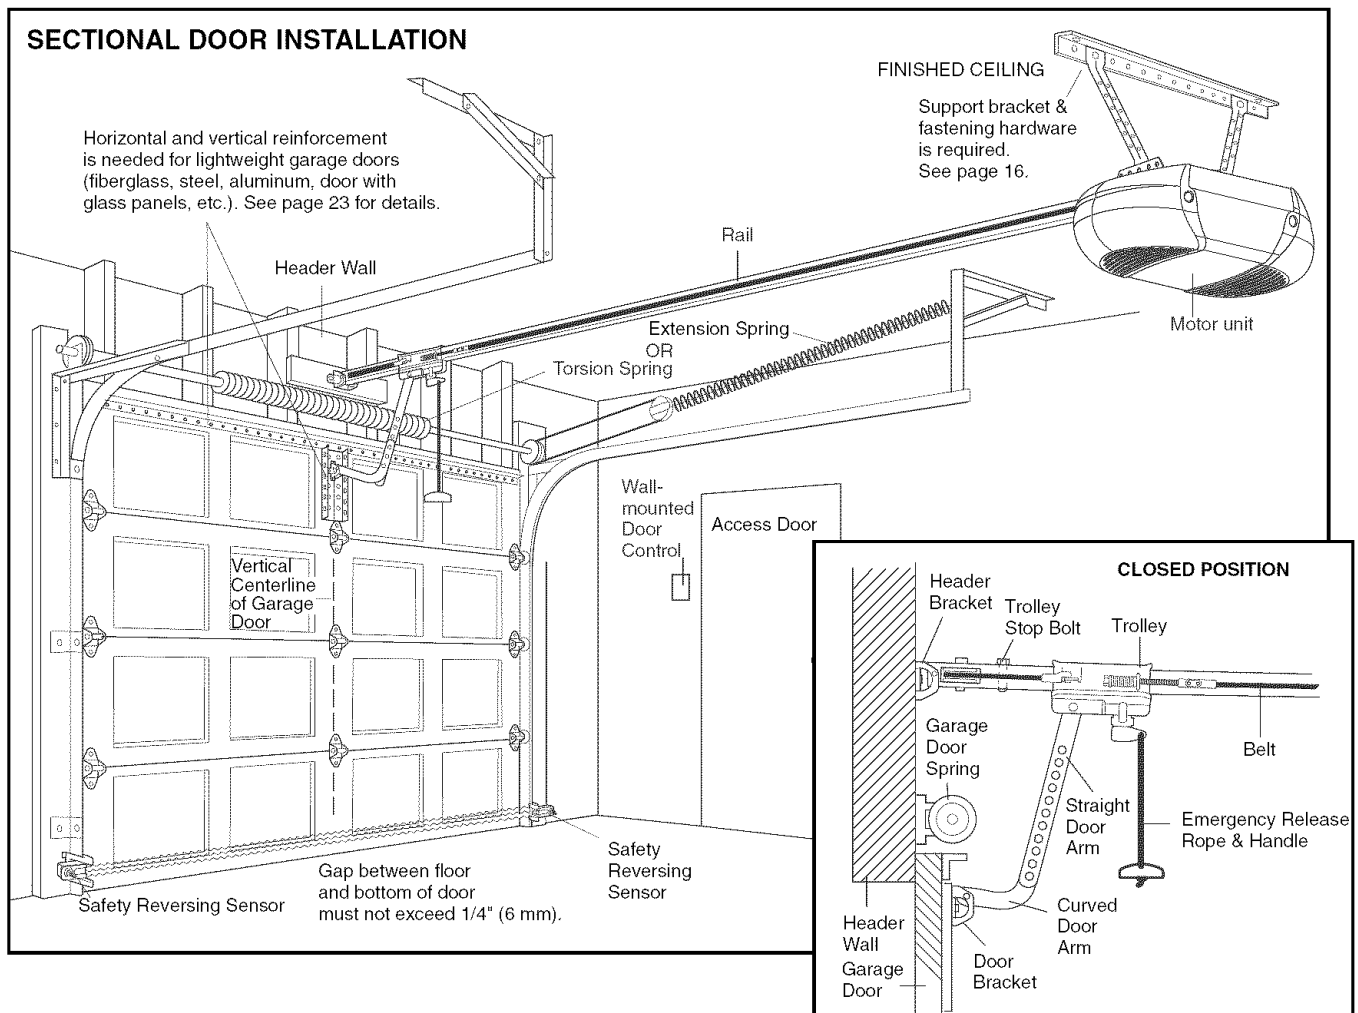 SECTIONAL DOOR INSTALLATION
FINISHED CEILING
Support bracket &
fastening hardware
is required.
See page 16.
Horizontal and vertical reinforcement
is needed for lightweight garage doors
(fiberglass, steel, aluminum, door with
glass panels, etc.). See page 23 for details.
Rail
Header Wall
Motor unit
Extension Spring
OR
Torsion Spring
Wall-
mounted
Door
Control
Access Door
Vertical
Centerline
of Garage
Door
Safety
Reversing
Sensor
Gap between floor
and bottom of door
must not exceed 1/4" (6 mm).
Safety Reversing Sensor
CLOSED POSITION
Header
Bracket
Trolley
Stop Bolt
Trolley
Garage
Door
Spring
Belt
Straight
Door
Arm
Emergency Release
Rope & Handle
Curved
Door
Arm
Header
Wall
Door
Bracket
Garage
Door